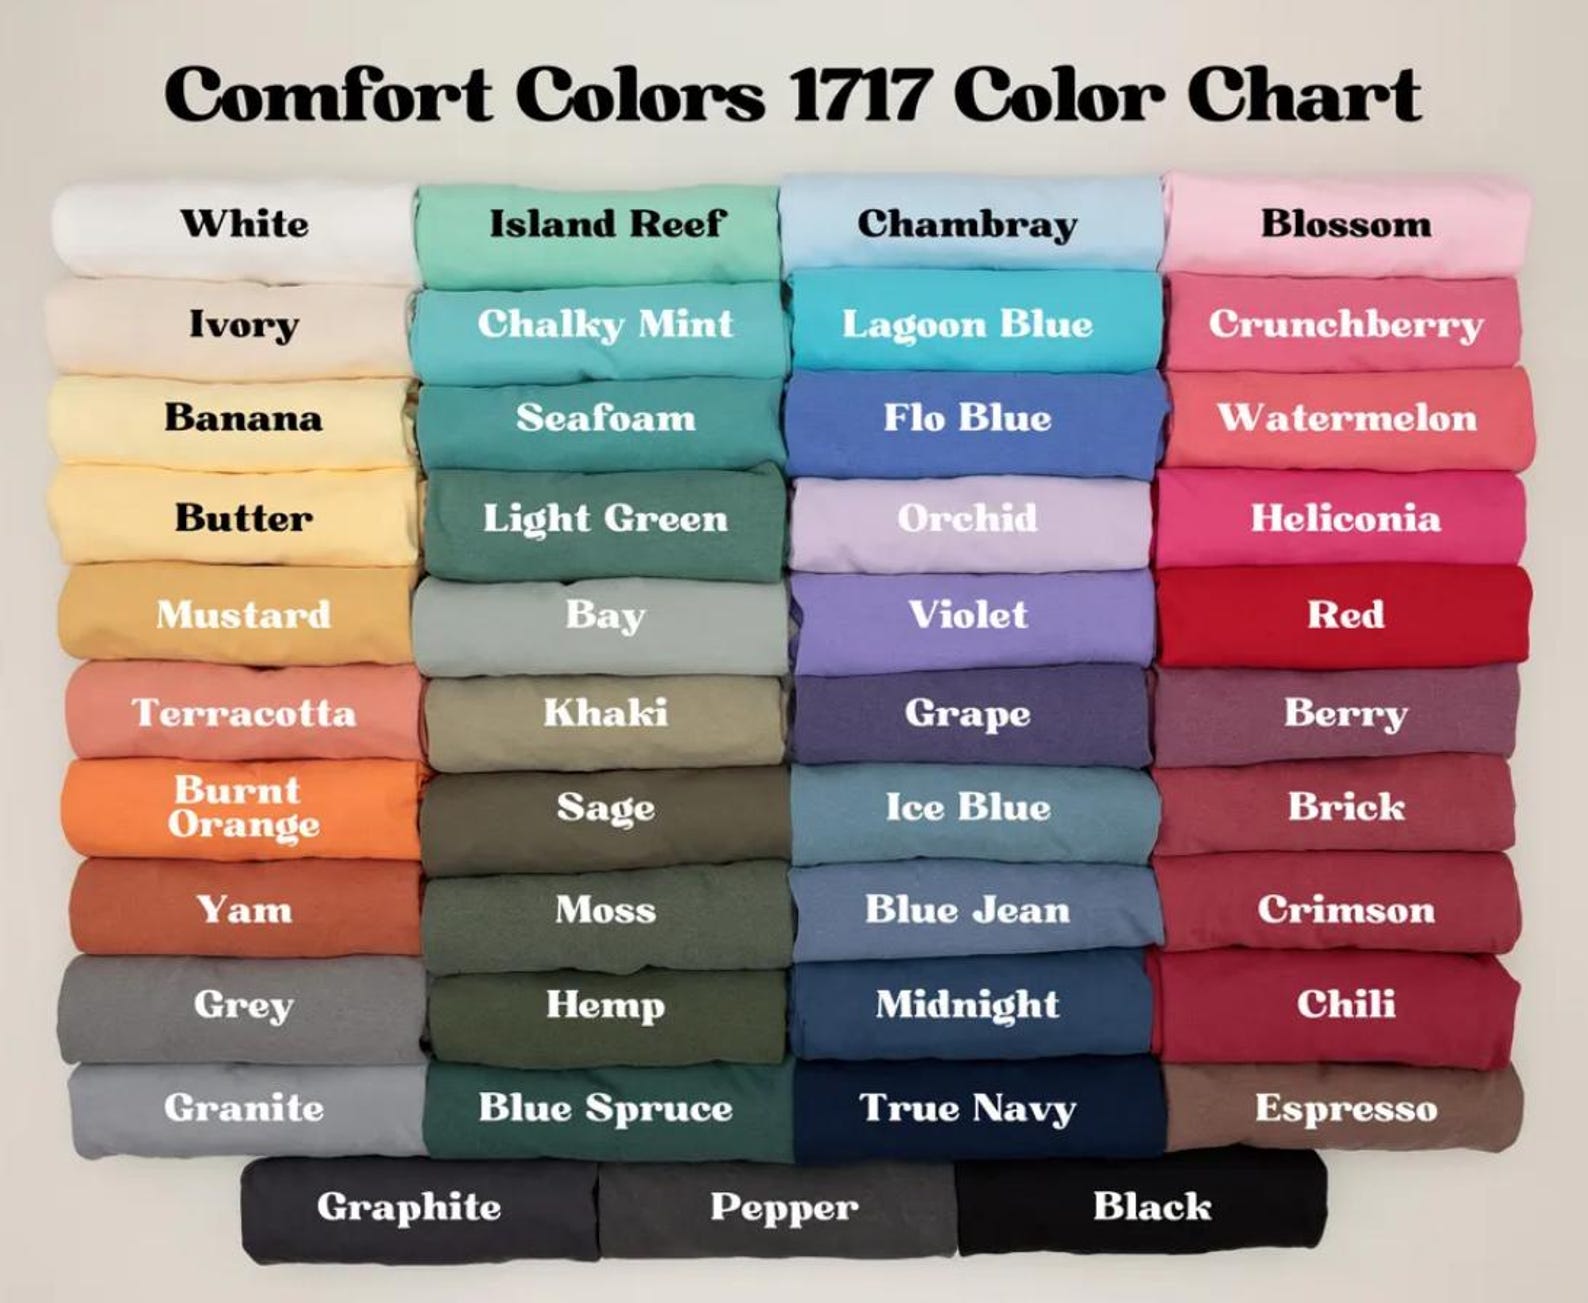 Comfort Colors 1717 Color Chart
White
Island Reef
Chambray
Blossom
Ivory
Chalky Mint
Lagoon Blue
Crunchberry
Banana
Seafoam
Flo Blue
Watermelon
Butter
Light Green
Orchid
Heliconia
Mustard
Bay
Violet
Red
Terracotta
Khaki
Grape
Berry
Burnt
Orange
Sage
Ice Blue
Brick
Yam
Moss
Blue Jean
Crimson
Grey
Hemp
Midnight
Chili
Granite
Blue Spruce
True Navy
Espresso
Graphite
Pepper
Black